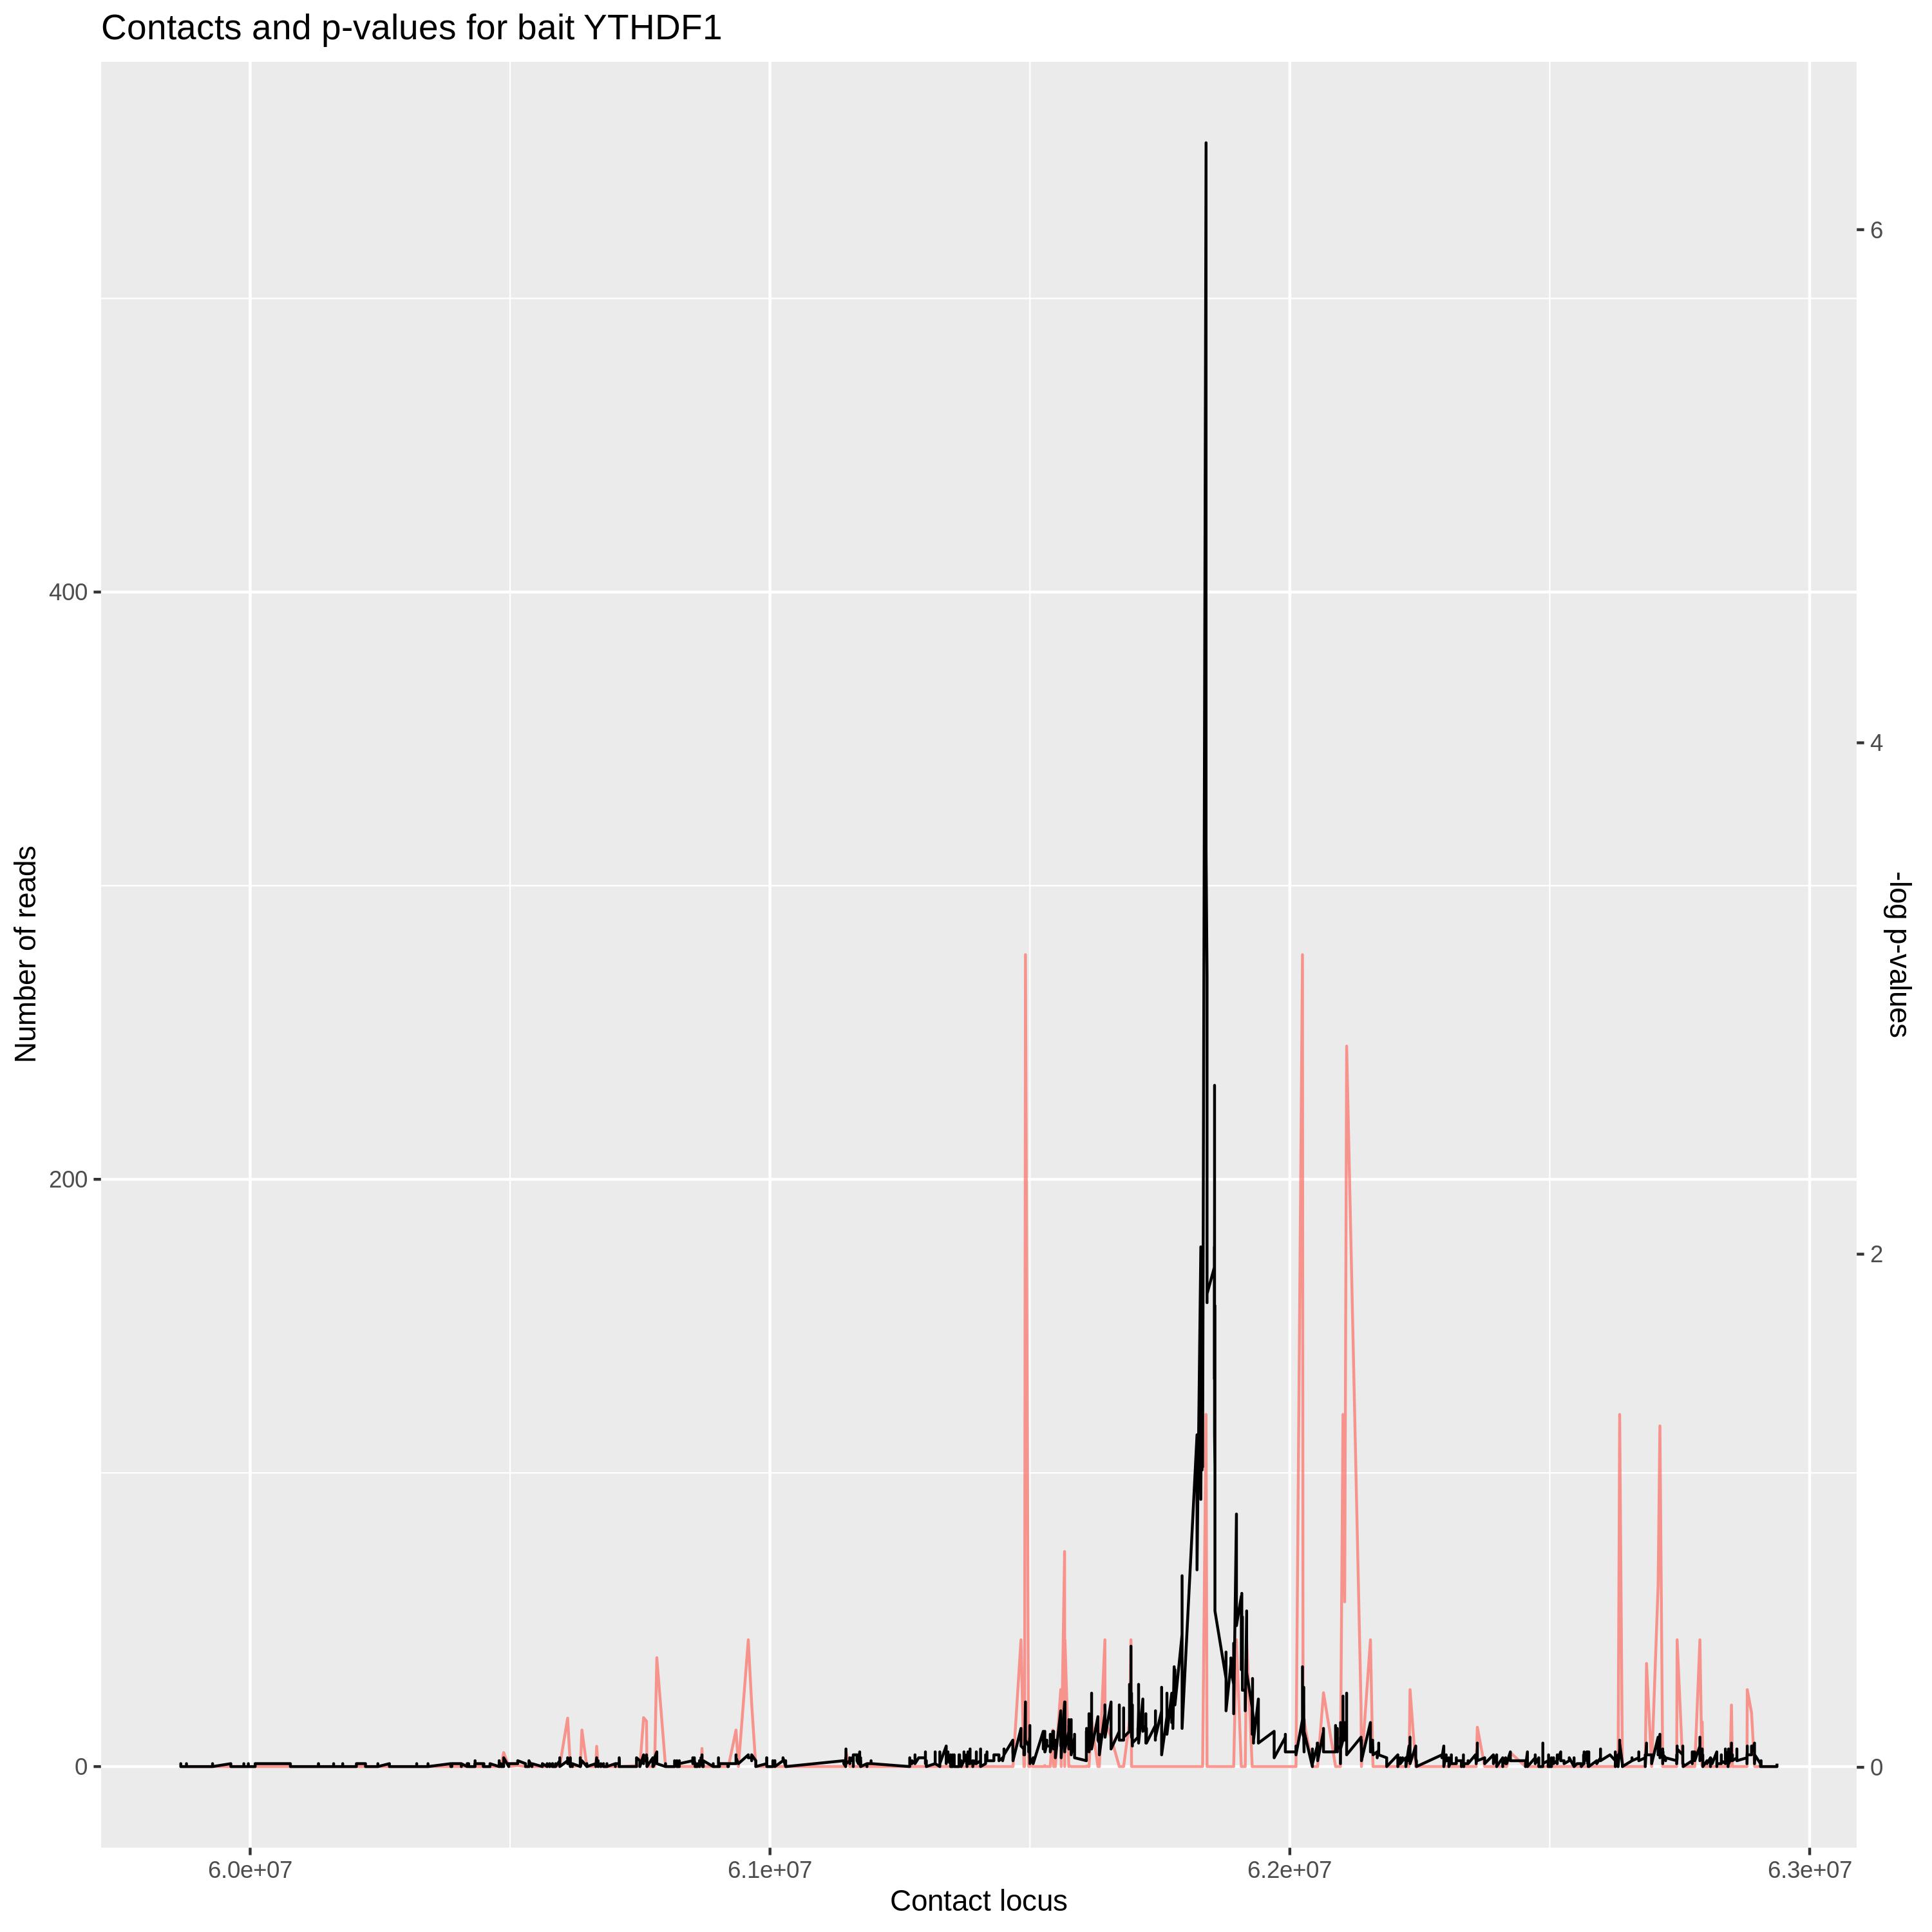 Contacts and p-values for bait YTHDF1
Number of reads
400
200
0
6
4
2
0
-log p-values
6.0e+07
6.1e+07
6.2e+07
6.3e+07
Contact locus